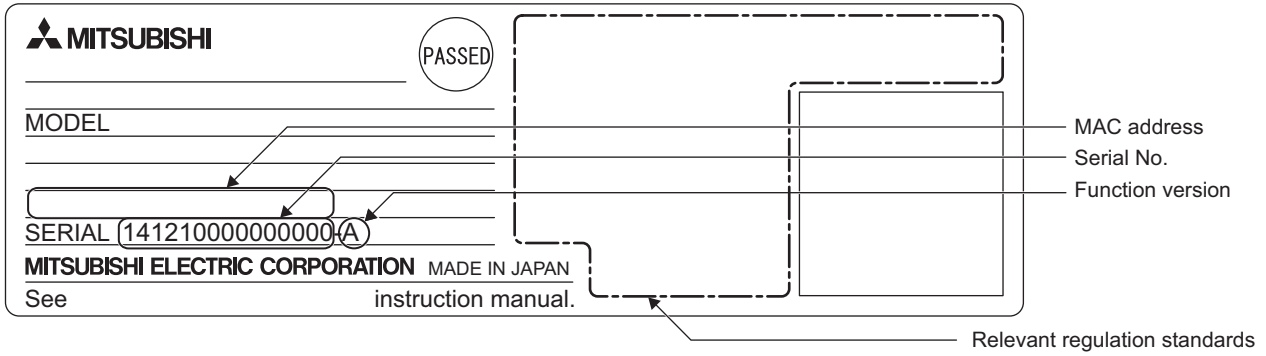 MITSUBISHI
PASSED
MODEL
MAC address
Serial No.
Function version
SERIAL 141210000000000-A
MITSUBISHI ELECTRIC CORPORATION MADE IN JAPAN
See instruction manual.
Relevant regulation standards